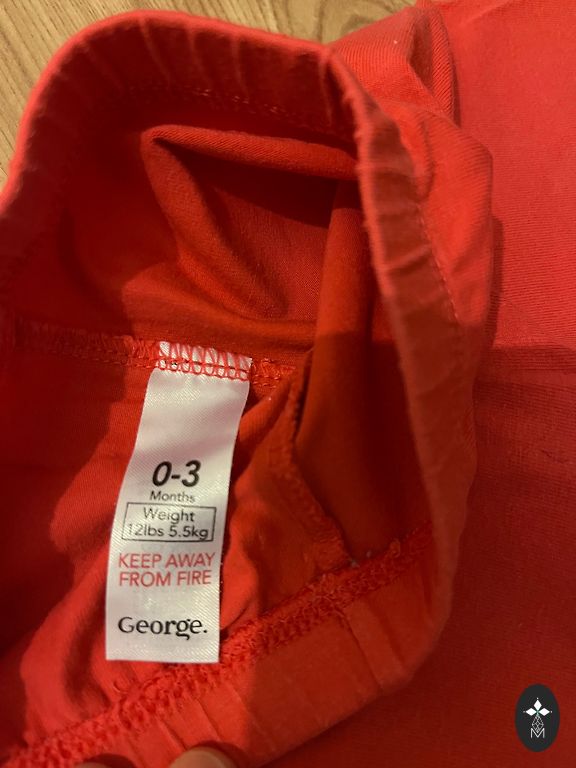 0-3
Months
Weight
12lbs 5.5kg
KEEP AWAY
FROM FIRE
George.